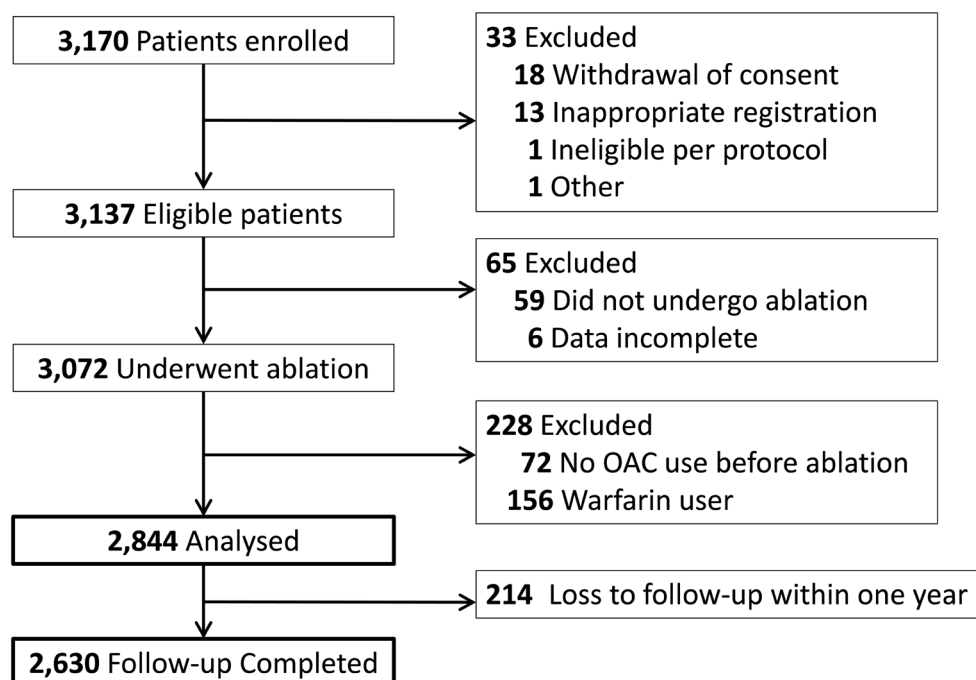 3,170 Patients enrolled
33 Excluded
18 Withdrawal of consent
13 Inappropriate registration
1 Ineligible per protocol
1 Other
3,137 Eligible patients
65 Excluded
59 Did not undergo ablation
6 Data incomplete
3,072 Underwent ablation
228 Excluded
72 No OAC use before ablation
156 Warfarin user
2,844 Analysed
214 Loss to follow-up within one year
2,630 Follow-up Completed